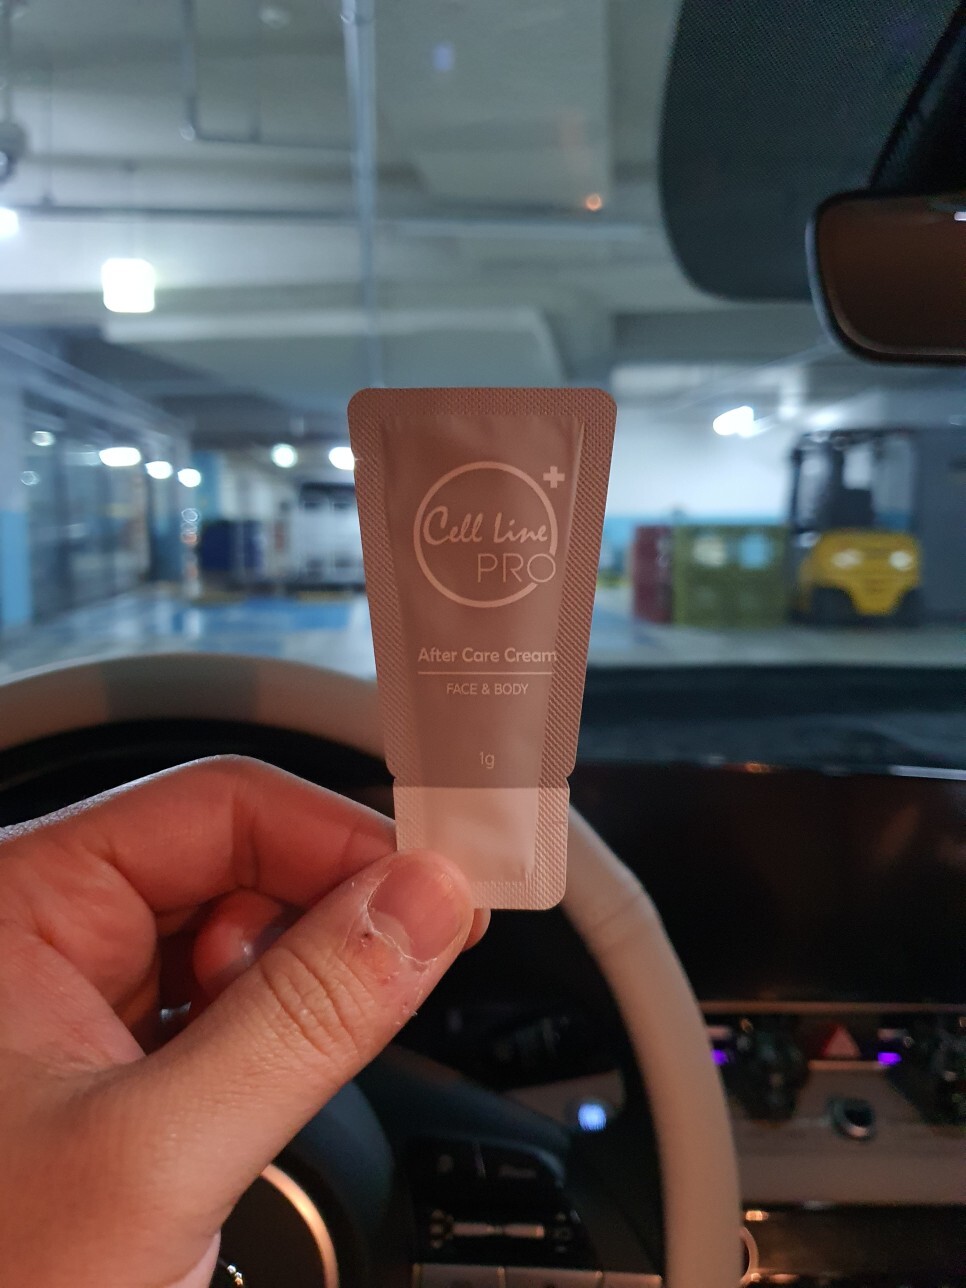 Cell Line
PRO
After Care Cream
FACE & BODY
1g